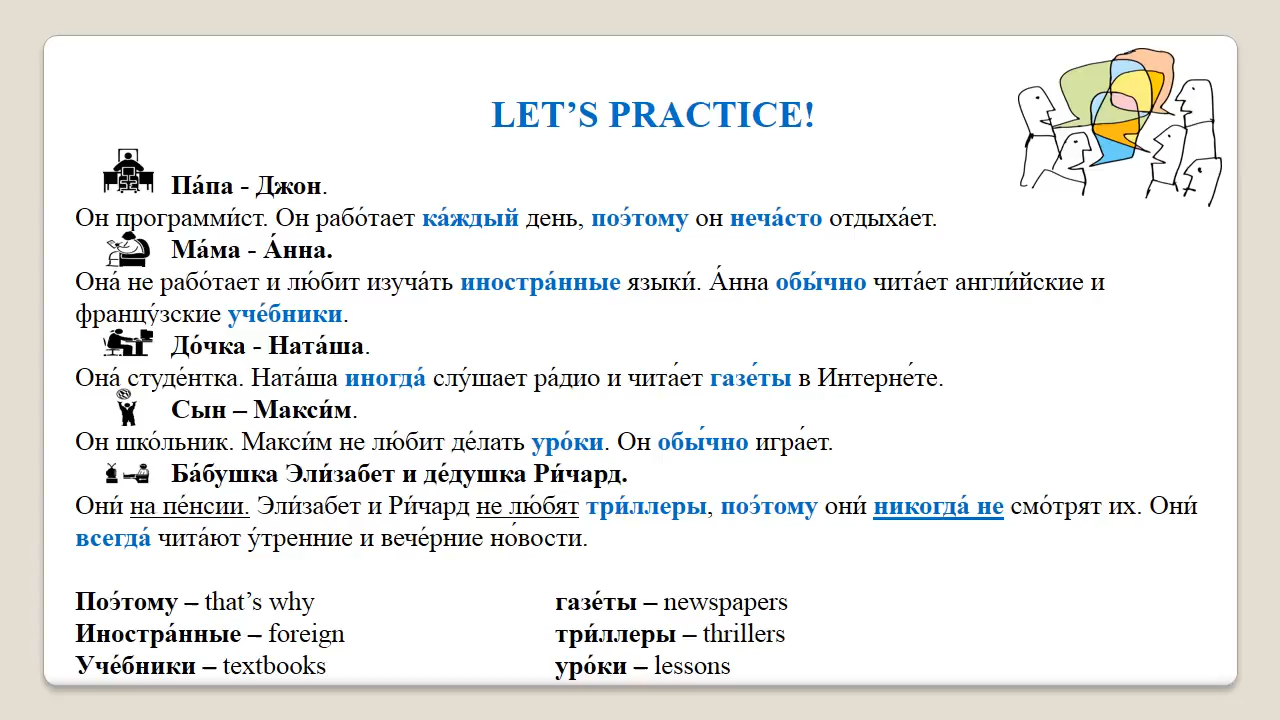 LET’S PRACTICE!
Па́па - Джон.
Он программи́ст. Он рабо́тает ка́ждый день, поэ́тому он неча́сто отдыха́ет.
Ма́ма - А́нна.
Она́ не рабо́тает и лю́бит изуча́ть иностра́нные языки́. А́нна обы́чно чита́ет англи́йские и
францу́зские уче́бники.
До́чка - Ната́ша.
Она́ студе́нтка. Ната́ша иногда́ слу́шает ра́дио и чита́ет газе́ты в Интерне́те.
Сын – Макси́м.
Он шко́льник. Макси́м не лю́бит де́лать уро́ки. Он обы́чно игра́ет.
Ба́бушка Эли́забет и де́душка Ри́чард.
Они́ на пе́нсии. Эли́забет и Ри́чард не лю́бят три́ллеры, поэ́тому они́ никогда́ не смо́трят их. Они́
всегда́ чита́ют у́тренние и вече́рние но́вости.
Поэ́тому – that’s why
Иностра́нные – foreign
Уче́бники – textbooks
газе́ты – newspapers
три́ллеры – thrillers
уро́ки – lessons